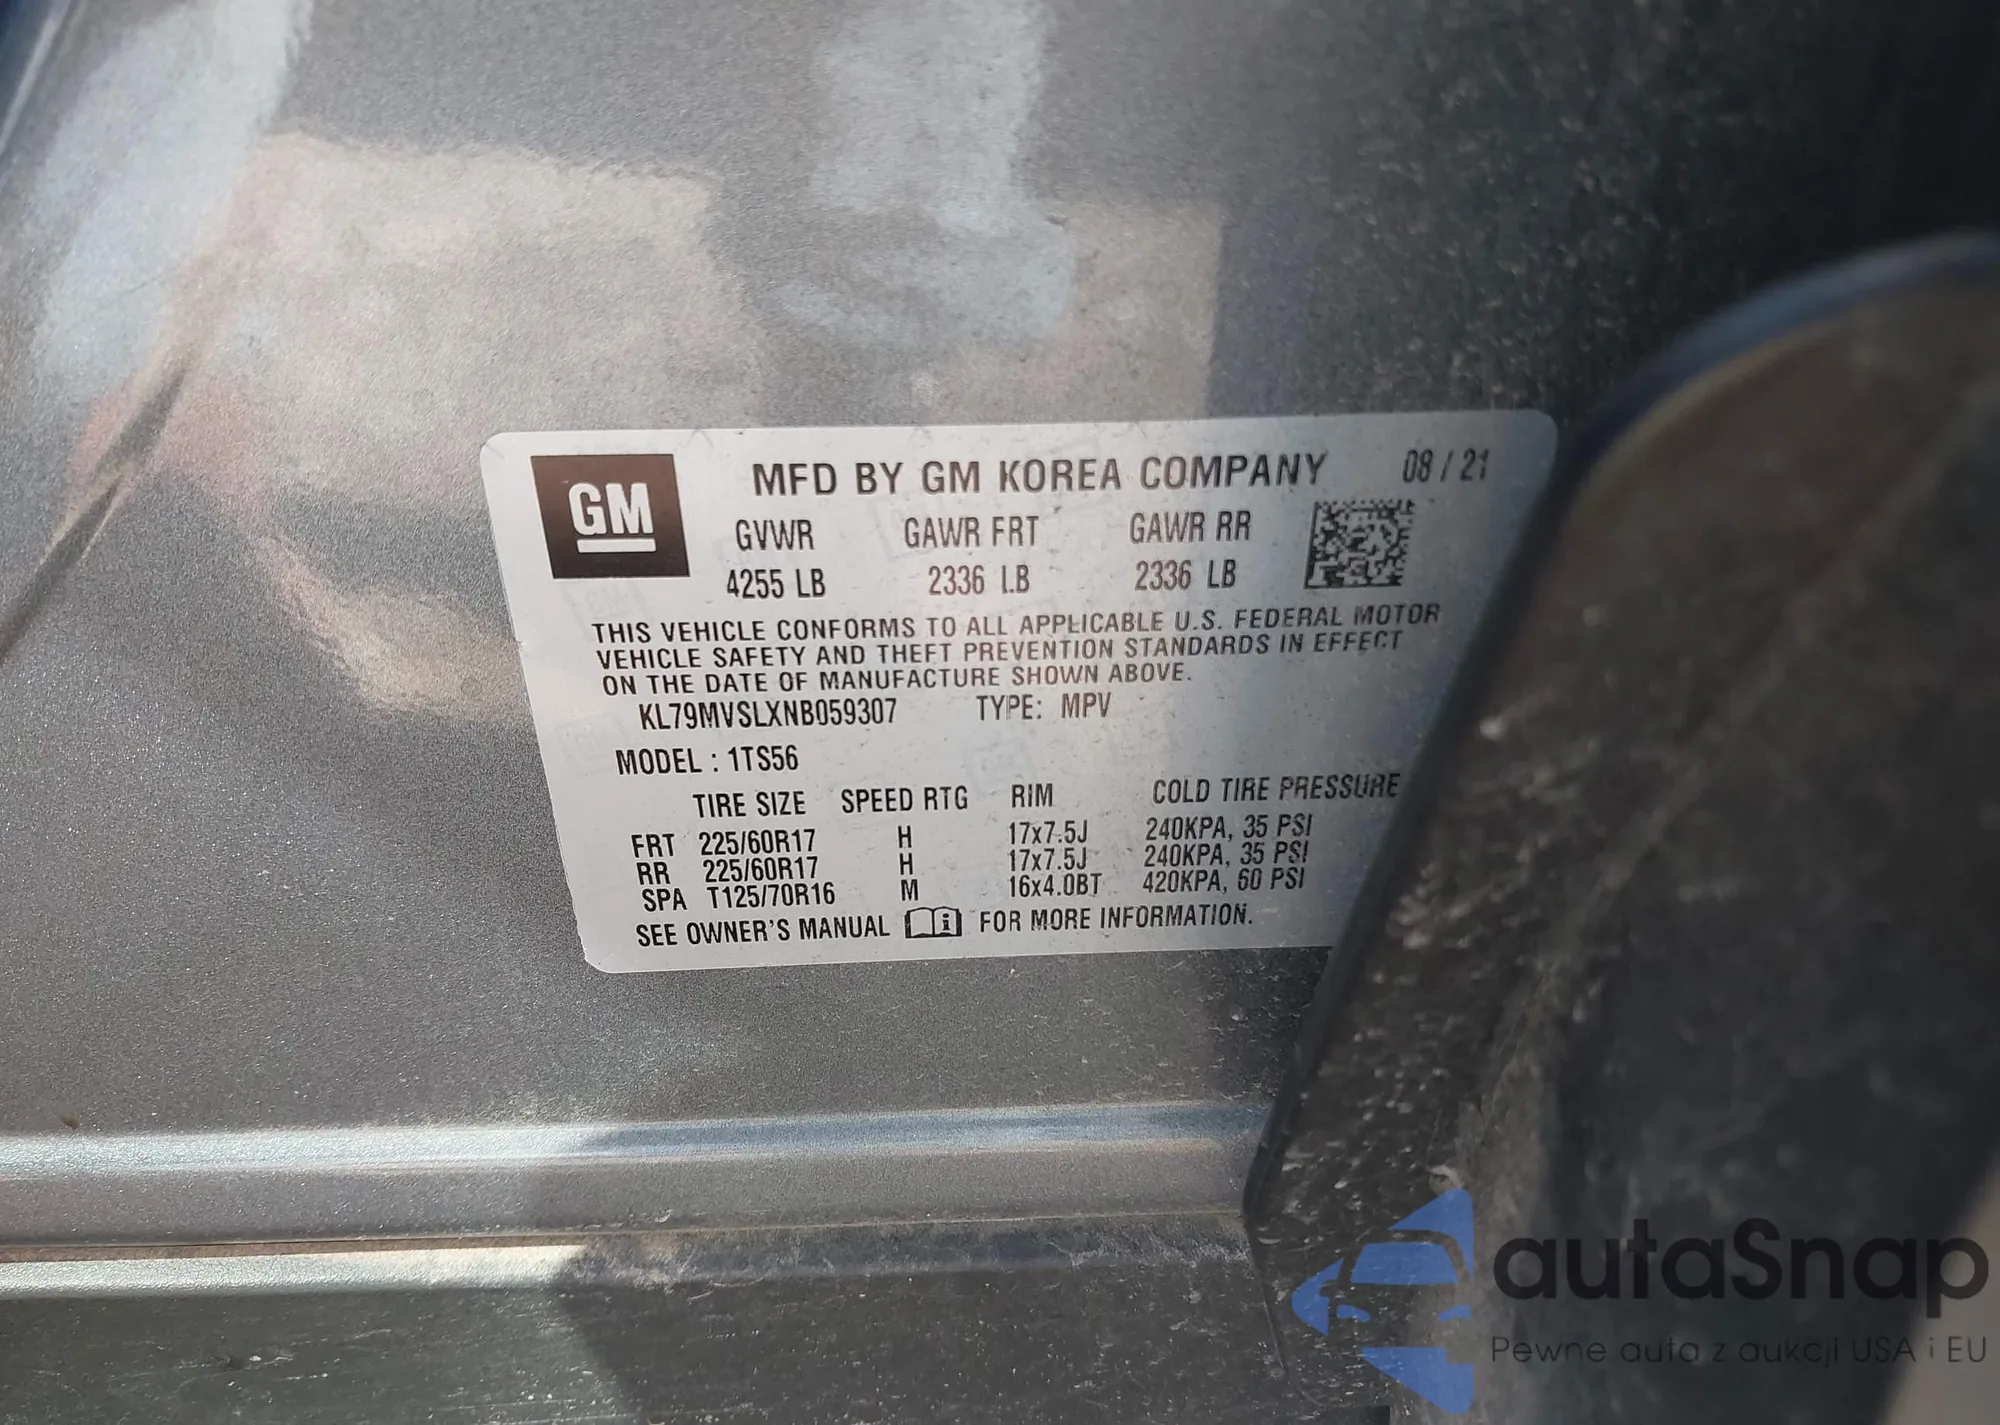 GM
MFD BY GM KOREA COMPANY 08 / 21
GVWR GAWR FRT GAWR RR
4255 LB 2336 LB 2336 LB
THIS VEHICLE CONFORMS TO ALL APPLICABLE U.S. FEDERAL MOTOR
VEHICLE SAFETY AND THEFT PREVENTION STANDARDS IN EFFECT
ON THE DATE OF MANUFACTURE SHOWN ABOVE.
KL79MVSLXNB059307 TYPE: MPV
MODEL : 1TS56
TIRE SIZE SPEED RTG RIM COLD TIRE PRESSURE
FRT 225/60R17 H 17x7.5J 240KPA, 35 PSI
RR 225/60R17 H 17x7.5J 240KPA, 35 PSI
SPA T125/70R16 M 16x4.0BT 420KPA, 60 PSI
SEE OWNER'S MANUAL FOR MORE INFORMATION.
autaSnap
Pewne auta z aukcji USA i EU